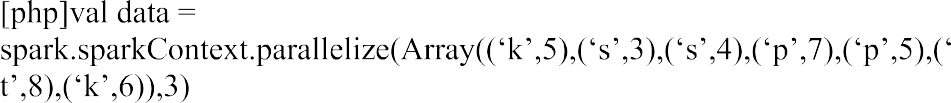 [php]val data =
spark.sparkContext.parallelize(Array((‘k’,5),(‘s’,3),(‘s’,4),(‘p’,7),(‘p’,5),(‘
t’,8),(‘k’,6)),3)